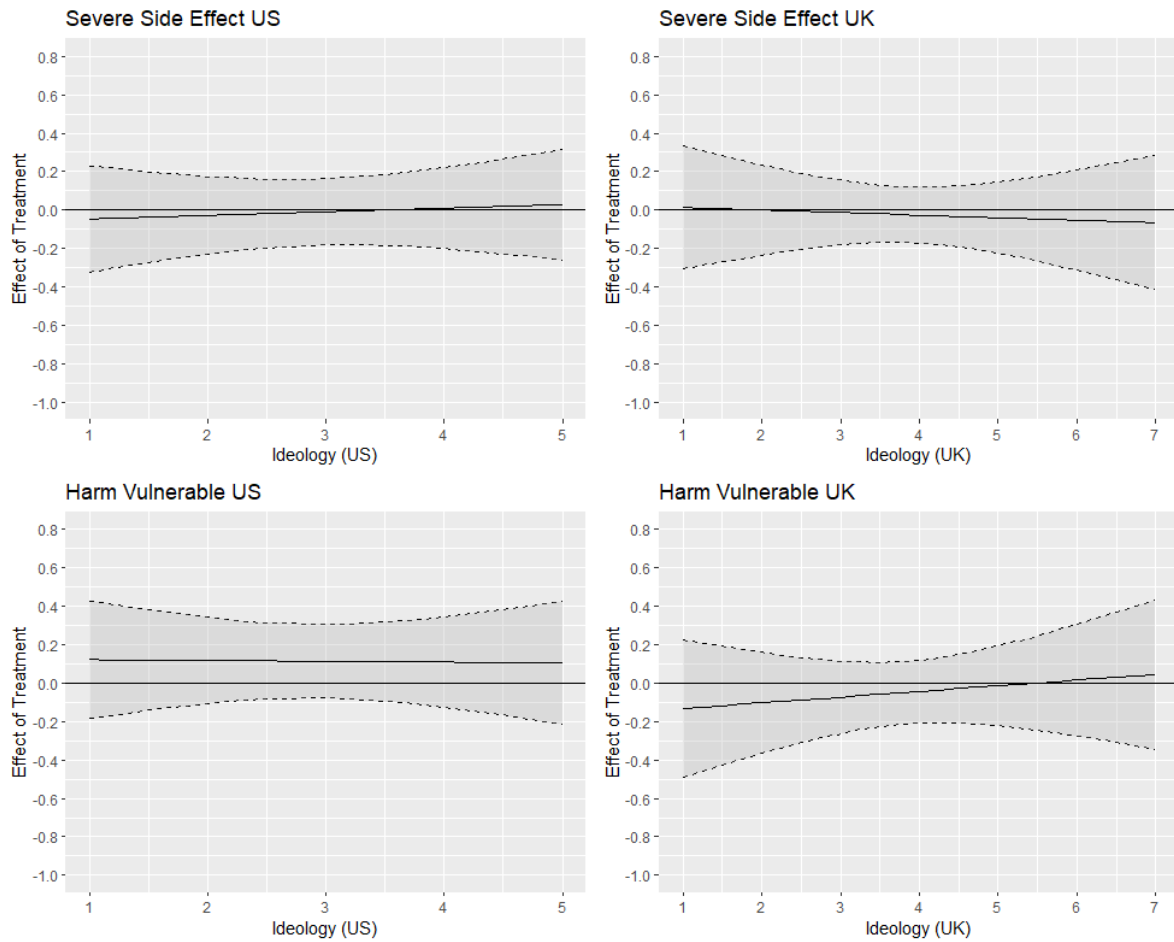 Severe Side Effect US
0.8
0.6
0.4
0.2
0.0
-0.2
-0.4
-0.6
-0.8
-1.0
Effect of Treatment
1 2 3 4 5
Ideology (US)
Severe Side Effect UK
0.8
0.6
0.4
0.2
0.0
-0.2
-0.4
-0.6
-0.8
-1.0
Effect of Treatment
1 2 3 4 5 6 7
Ideology (UK)
Harm Vulnerable US
0.8
0.6
0.4
0.2
0.0
-0.2
-0.4
-0.6
-0.8
-1.0
Effect of Treatment
1 2 3 4 5
Ideology (US)
Harm Vulnerable UK
0.8
0.6
0.4
0.2
0.0
-0.2
-0.4
-0.6
-0.8
-1.0
Effect of Treatment
1 2 3 4 5 6 7
Ideology (UK)